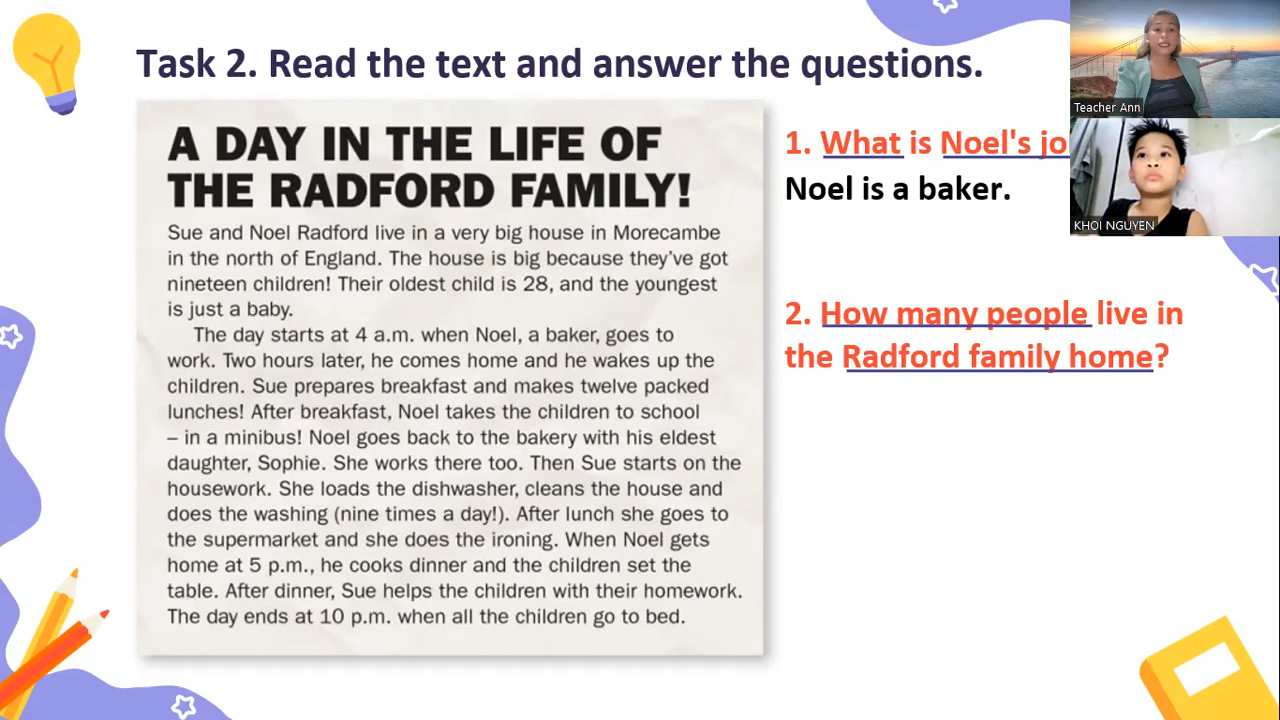 Task 2. Read the text and answer the questions.
A DAY IN THE LIFE OF
THE RADFORD FAMILY!
Sue and Noel Radford live in a very big house in Morecambe
in the north of England. The house is big because they've got
nineteen children! Their oldest child is 28, and the youngest
is just a baby.
The day starts at 4 a.m. when Noel, a baker, goes to
work. Two hours later, he comes home and he wakes up the
children. Sue prepares breakfast and makes twelve packed
lunches! After breakfast, Noel takes the children to school
– in a minibus! Noel goes back to the bakery with his eldest
daughter, Sophie. She works there too. Then Sue starts on the
housework. She loads the dishwasher, cleans the house and
does the washing (nine times a day!). After lunch she goes to
the supermarket and she does the ironing. When Noel gets
home at 5 p.m., he cooks dinner and the children set the
table. After dinner, Sue helps the children with their homework.
The day ends at 10 p.m. when all the children go to bed.
1. What is Noel's jo
Noel is a baker.
2. How many people live in
the Radford family home?
Teacher Ann
KHOI NGUYEN